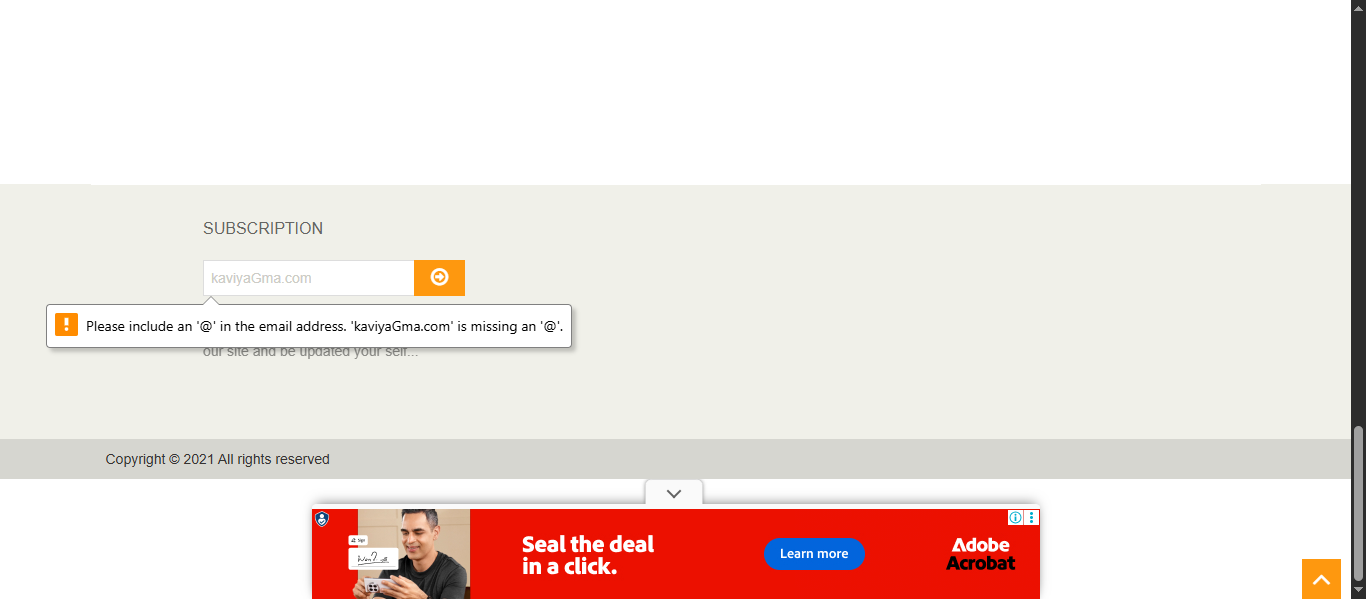 SUBSCRIPTION
kaviyaGma.com
Please include an '@' in the email address. 'kaviyaGma.com' is missing an '@'.
our site and be updated your self...
Copyright © 2021 All rights reserved
Seal the deal
in a click.
Learn more
Adobe
Acrobat